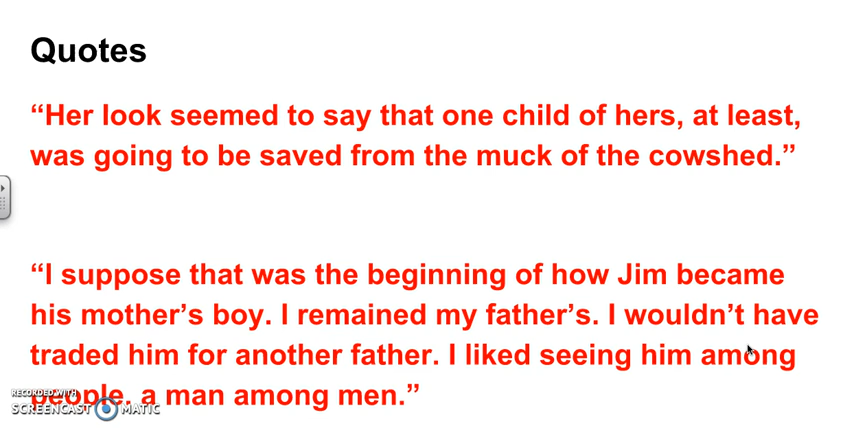 Quotes
“Her look seemed to say that one child of hers, at least,
was going to be saved from the muck of the cowshed.”
“I suppose that was the beginning of how Jim became
his mother’s boy. I remained my father’s. I wouldn’t have
traded him for another father. I liked seeing him among
people, a man among men.”
RECORDED WITH
SCREENCAST MATIC